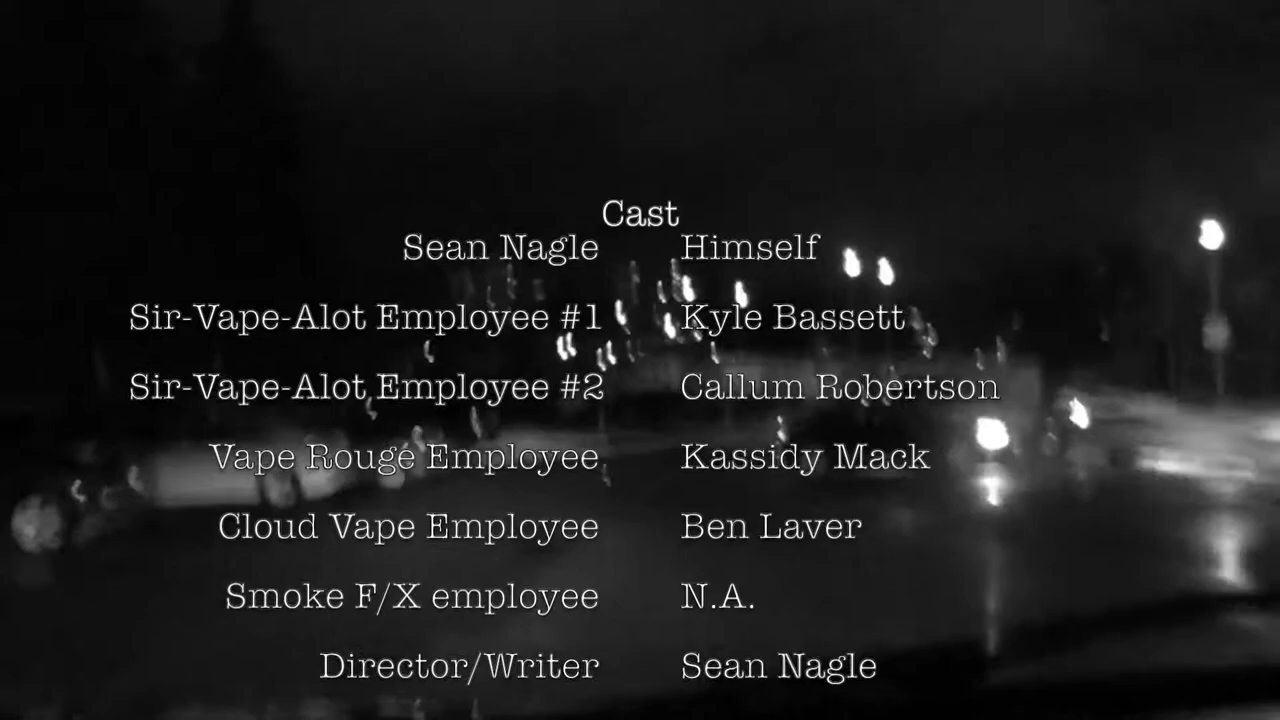 Cast
Sean Nagle Himself
Sir-Vape-Alot Employee #1 Kyle Bassett
Sir-Vape-Alot Employee #2 Callum Robertson
Vape Rouge Employee Kassidy Mack
Cloud Vape Employee Ben Laver
Smoke F/X employee N.A.
Director/Writer Sean Nagle